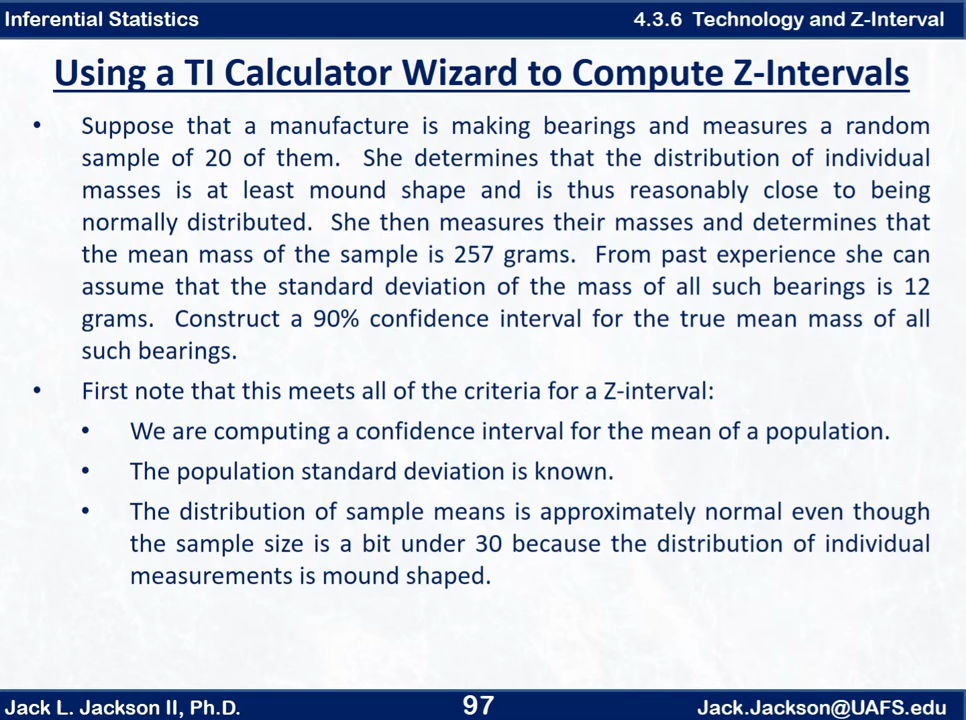 Inferential Statistics
4.3.6 Technology and Z-Interval
Using a TI Calculator Wizard to Compute Z-Intervals
• Suppose that a manufacture is making bearings and measures a random
sample of 20 of them. She determines that the distribution of individual
masses is at least mound shape and is thus reasonably close to being
normally distributed. She then measures their masses and determines that
the mean mass of the sample is 257 grams. From past experience she can
assume that the standard deviation of the mass of all such bearings is 12
grams. Construct a 90% confidence interval for the true mean mass of all
such bearings.
• First note that this meets all of the criteria for a Z-interval:
• We are computing a confidence interval for the mean of a population.
• The population standard deviation is known.
• The distribution of sample means is approximately normal even though
the sample size is a bit under 30 because the distribution of individual
measurements is mound shaped.
Jack L. Jackson II, Ph.D.
97
Jack.Jackson@UAFS.edu